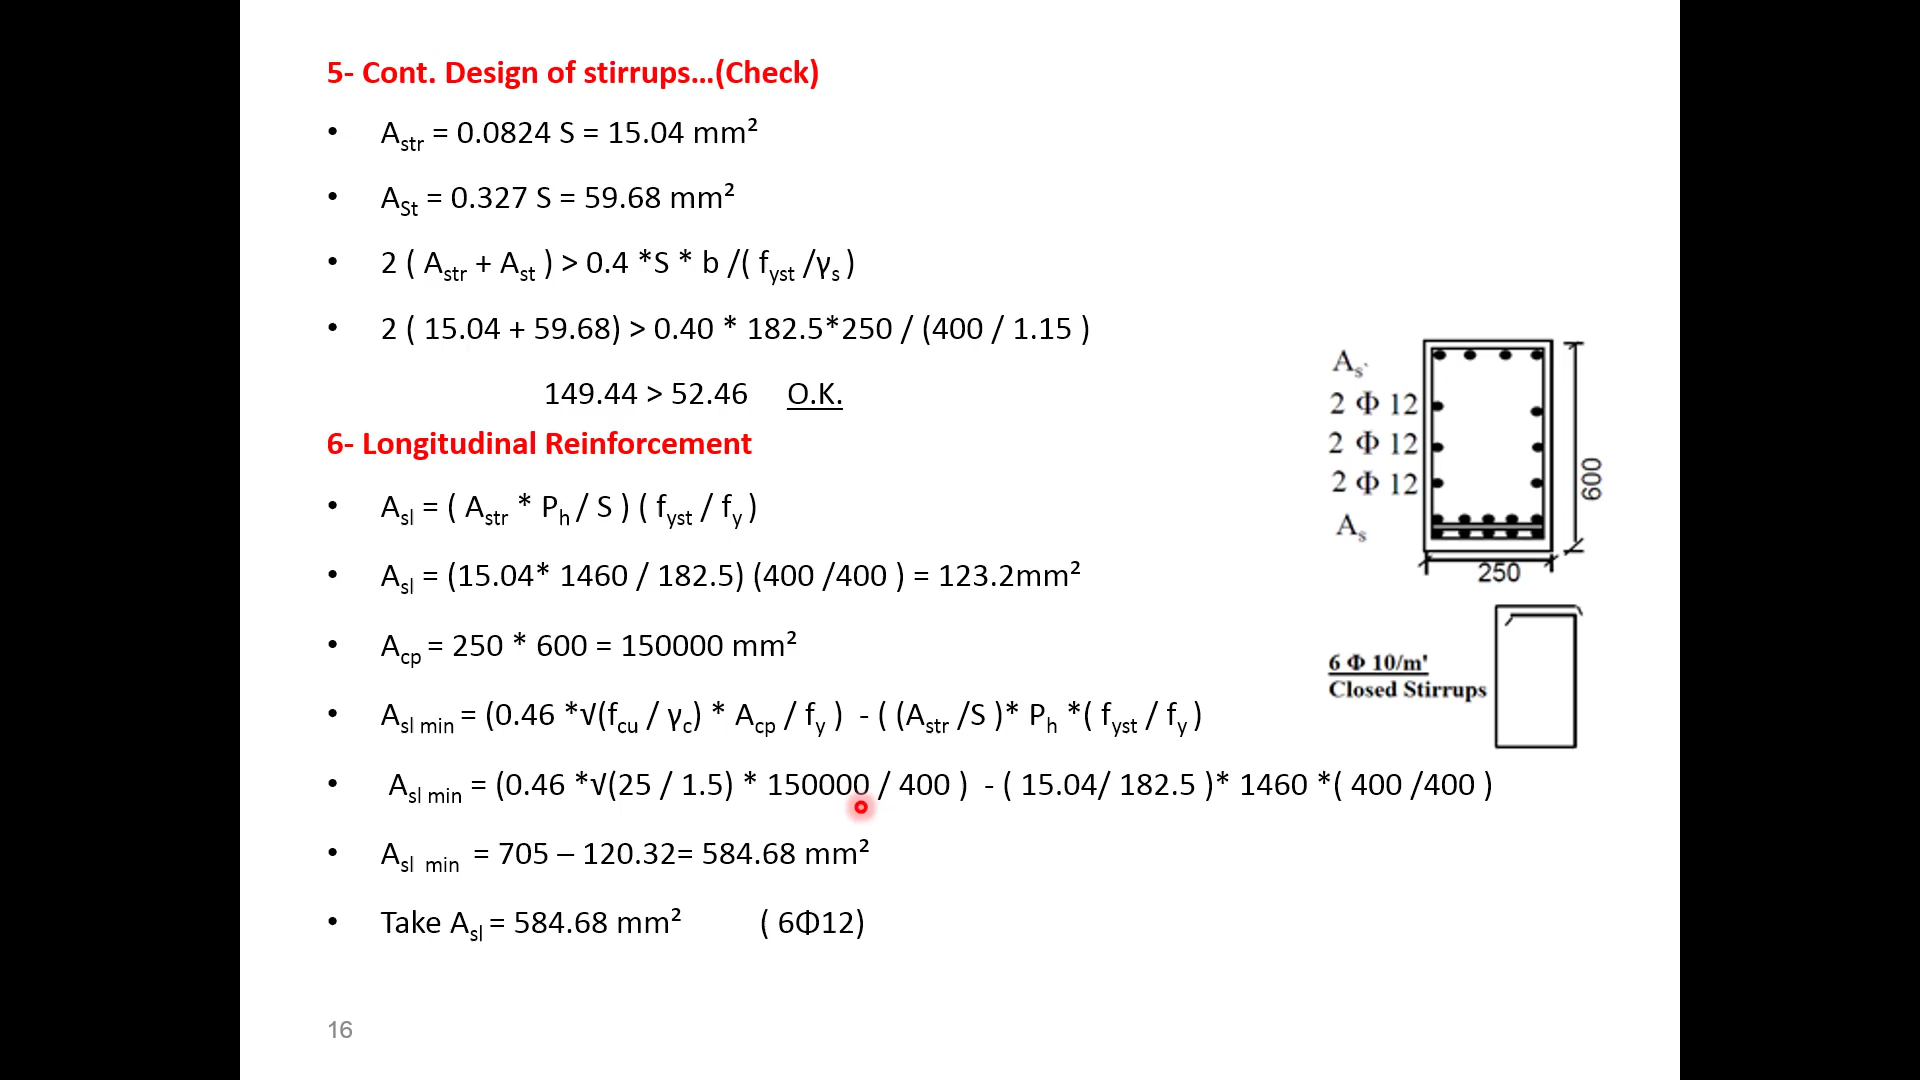 5- Cont. Design of stirrups...(Check)
• Astr = 0.0824 S = 15.04 mm²
• ASt = 0.327 S = 59.68 mm²
• 2 ( Astr + Ast ) > 0.4 *S * b /( fyst /γs )
• 2 ( 15.04 + 59.68) > 0.40 * 182.5*250 / (400 / 1.15 )
149.44 > 52.46 O.K.
6- Longitudinal Reinforcement
• Asl = ( Astr * Ph / S ) ( fyst / fy )
• Asl = (15.04* 1460 / 182.5) (400 /400 ) = 123.2mm²
• Acp = 250 * 600 = 150000 mm²
• Asl min = (0.46 *√(fcu / γc) * Acp / fy ) - ( (Astr /S )* Ph *( fyst / fy )
• Asl min = (0.46 *√(25 / 1.5) * 150000 / 400 ) - ( 15.04/ 182.5 )* 1460 *( 400 /400 )
• Asl min = 705 – 120.32= 584.68 mm²
• Take Asl = 584.68 mm² ( 6Φ12)
As`
2 Φ 12
2 Φ 12
2 Φ 12
As
600
250
6 Φ 10/m'
Closed Stirrups
16